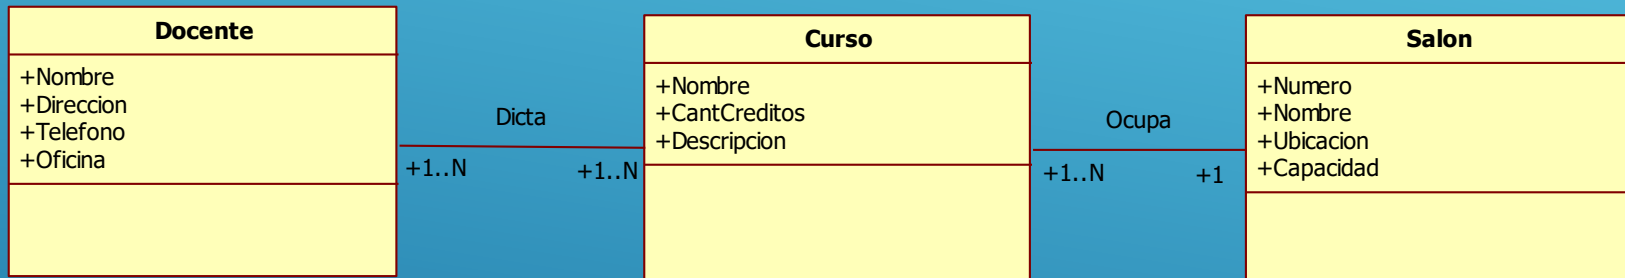 Docente
+Nombre
+Direccion
+Telefono
+Oficina
Dicta
+1..N
+1..N
Curso
+Nombre
+CantCreditos
+Descripcion
Ocupa
+1..N
+1
Salon
+Numero
+Nombre
+Ubicacion
+Capacidad